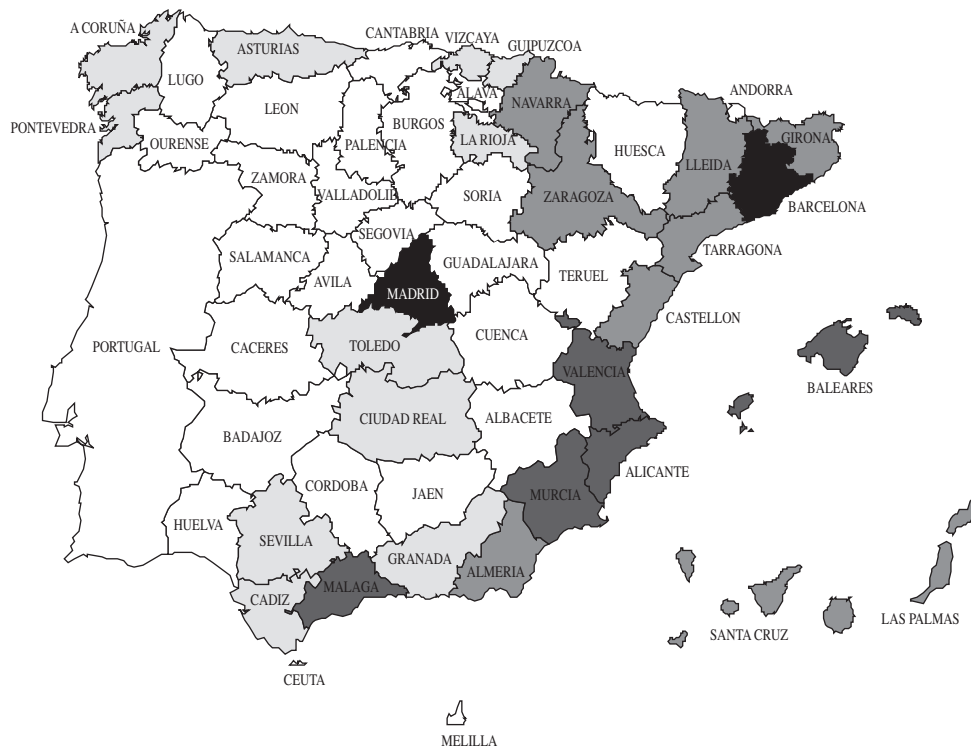 A CORUÑA
ASTURIAS
CANTABRIA
VIZCAYA
GUIPUZCOA
LUGO
LEON
ALAVA
NAVARRA
ANDORRA
PONTEVEDRA
OURENSE
PALENCIA
BURGOS
LA RIOJA
HUESCA
LLEIDA
GIRONA
ZAMORA
VALLADOLID
SORIA
ZARAGOZA
BARCELONA
SEGOVIA
TARRAGONA
SALAMANCA
AVILA
MADRID
GUADALAJARA
TERUEL
CASTELLON
PORTUGAL
CACERES
TOLEDO
CUENCA
VALENCIA
BALEARES
BADAJOZ
CIUDAD REAL
ALBACETE
ALICANTE
HUELVA
CORDOBA
JAEN
MURCIA
SEVILLA
GRANADA
ALMERIA
CADIZ
MALAGA
SANTA CRUZ
LAS PALMAS
CEUTA
MELILLA